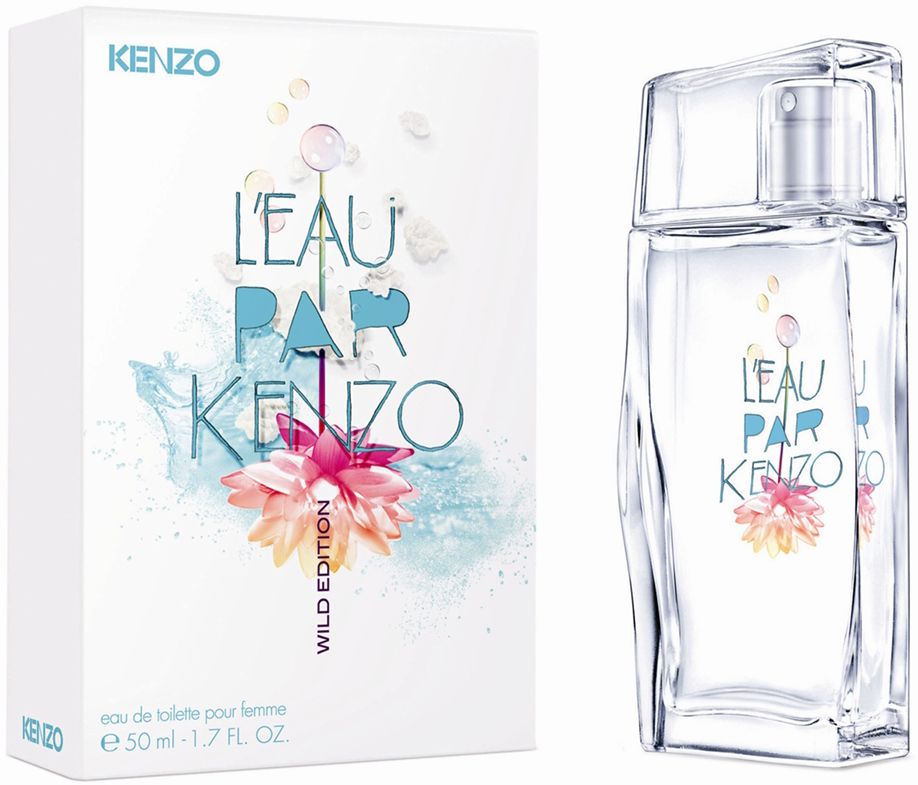 KENZO
L'EAU
PAR
KENZO
WILD EDITION
eau de toilette pour femme
e 50 ml - 1.7 FL. OZ.
KENZO
L'EAU
PAR
KENZO
U
R
ZO